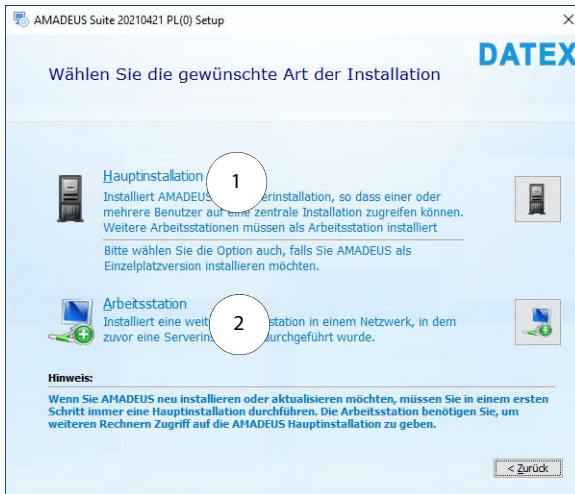 AMADEUS Suite 20210421 PL(0) Setup
DATEX
Wählen Sie die gewünschte Art der Installation
Hauptinstallation
1
Installiert AMADEUS erinstallation, so dass einer oder
mehrere Benutzer auf eine zentrale Installation zugreifen können.
Weitere Arbeitsstationen müssen als Arbeitsstation installiert
Bitte wählen Sie die Option auch, falls Sie AMADEUS als
Einzelplatzversion installieren möchten.
Arbeitsstation
2
Installiert eine weit station in einem Netzwerk, in dem
zuvor eine Serverins durchgeführt wurde.
Hinweis:
Wenn Sie AMADEUS neu installieren oder aktualisieren möchten, müssen Sie in einem ersten
Schritt immer eine Hauptinstallation durchführen. Die Arbeitsstation benötigen Sie, um
weiteren Rechnern Zugriff auf die AMADEUS Hauptinstallation zu geben.
< Zurück